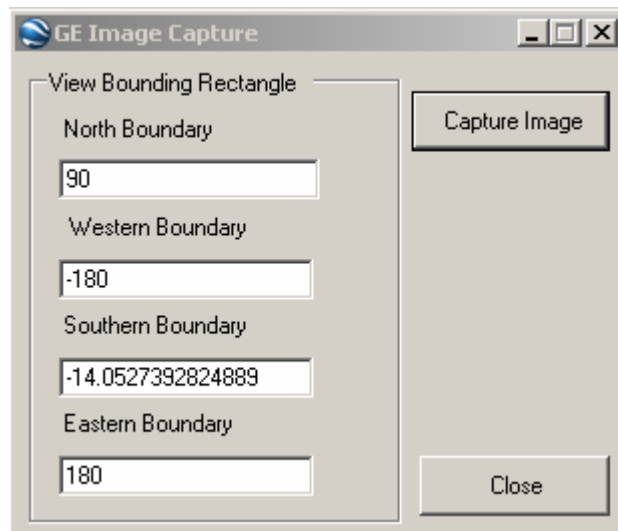 GE Image Capture
View Bounding Rectangle
North Boundary
90
Western Boundary
-180
Southern Boundary
-14.0527392824889
Eastern Boundary
180
Capture Image
Close